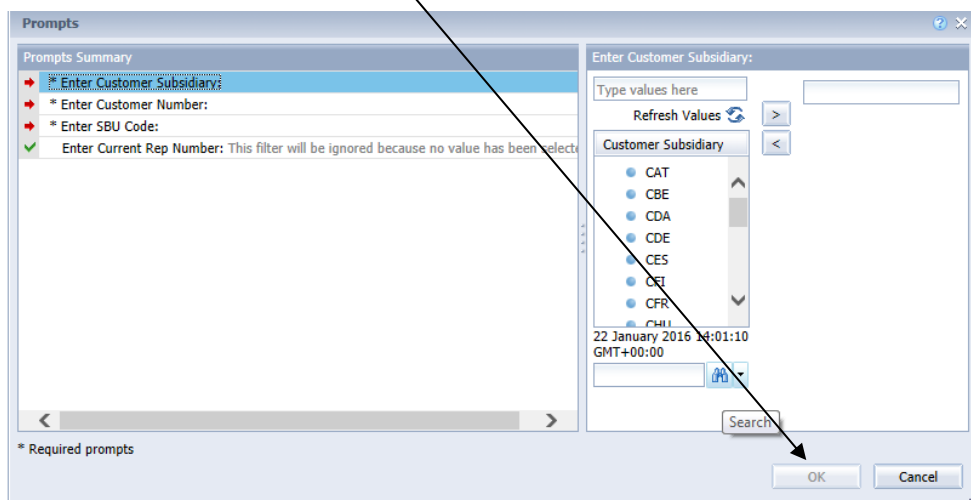 Prompts
Prompts Summary
* Enter Customer Subsidiary:
* Enter Customer Number:
* Enter SBU Code:
Enter Current Rep Number: This filter will be ignored because no value has been selecte
* Required prompts
Enter Customer Subsidiary:
Type values here
Refresh Values
>
<
Customer Subsidiary
CAT
CBE
CDA
CDE
CES
CFI
CFR
CHU
22 January 2016 14:01:10
GMT+00:00
Search
OK
Cancel